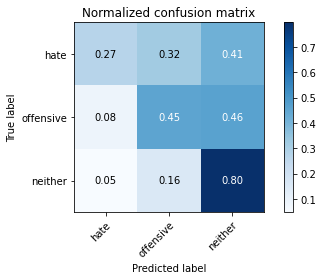 Normalized confusion matrix
True label
hate 0.27 0.32 0.41
offensive 0.08 0.45 0.46
neither 0.05 0.16 0.80
hate offensive neither
Predicted label
0.7
0.6
0.5
0.4
0.3
0.2
0.1